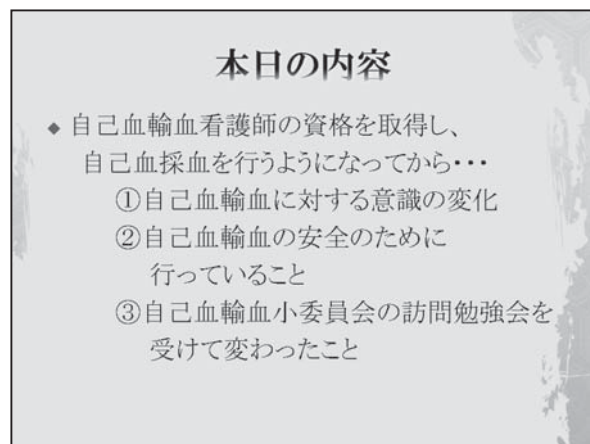 本日の内容
◆ 自己血輸血看護師の資格を取得し、
自己血採血を行うようになってから・・・
①自己血輸血に対する意識の変化
②自己血輸血の安全のために
行っていること
③自己血輸血小委員会の訪問勉強会を
受けて変わったこと